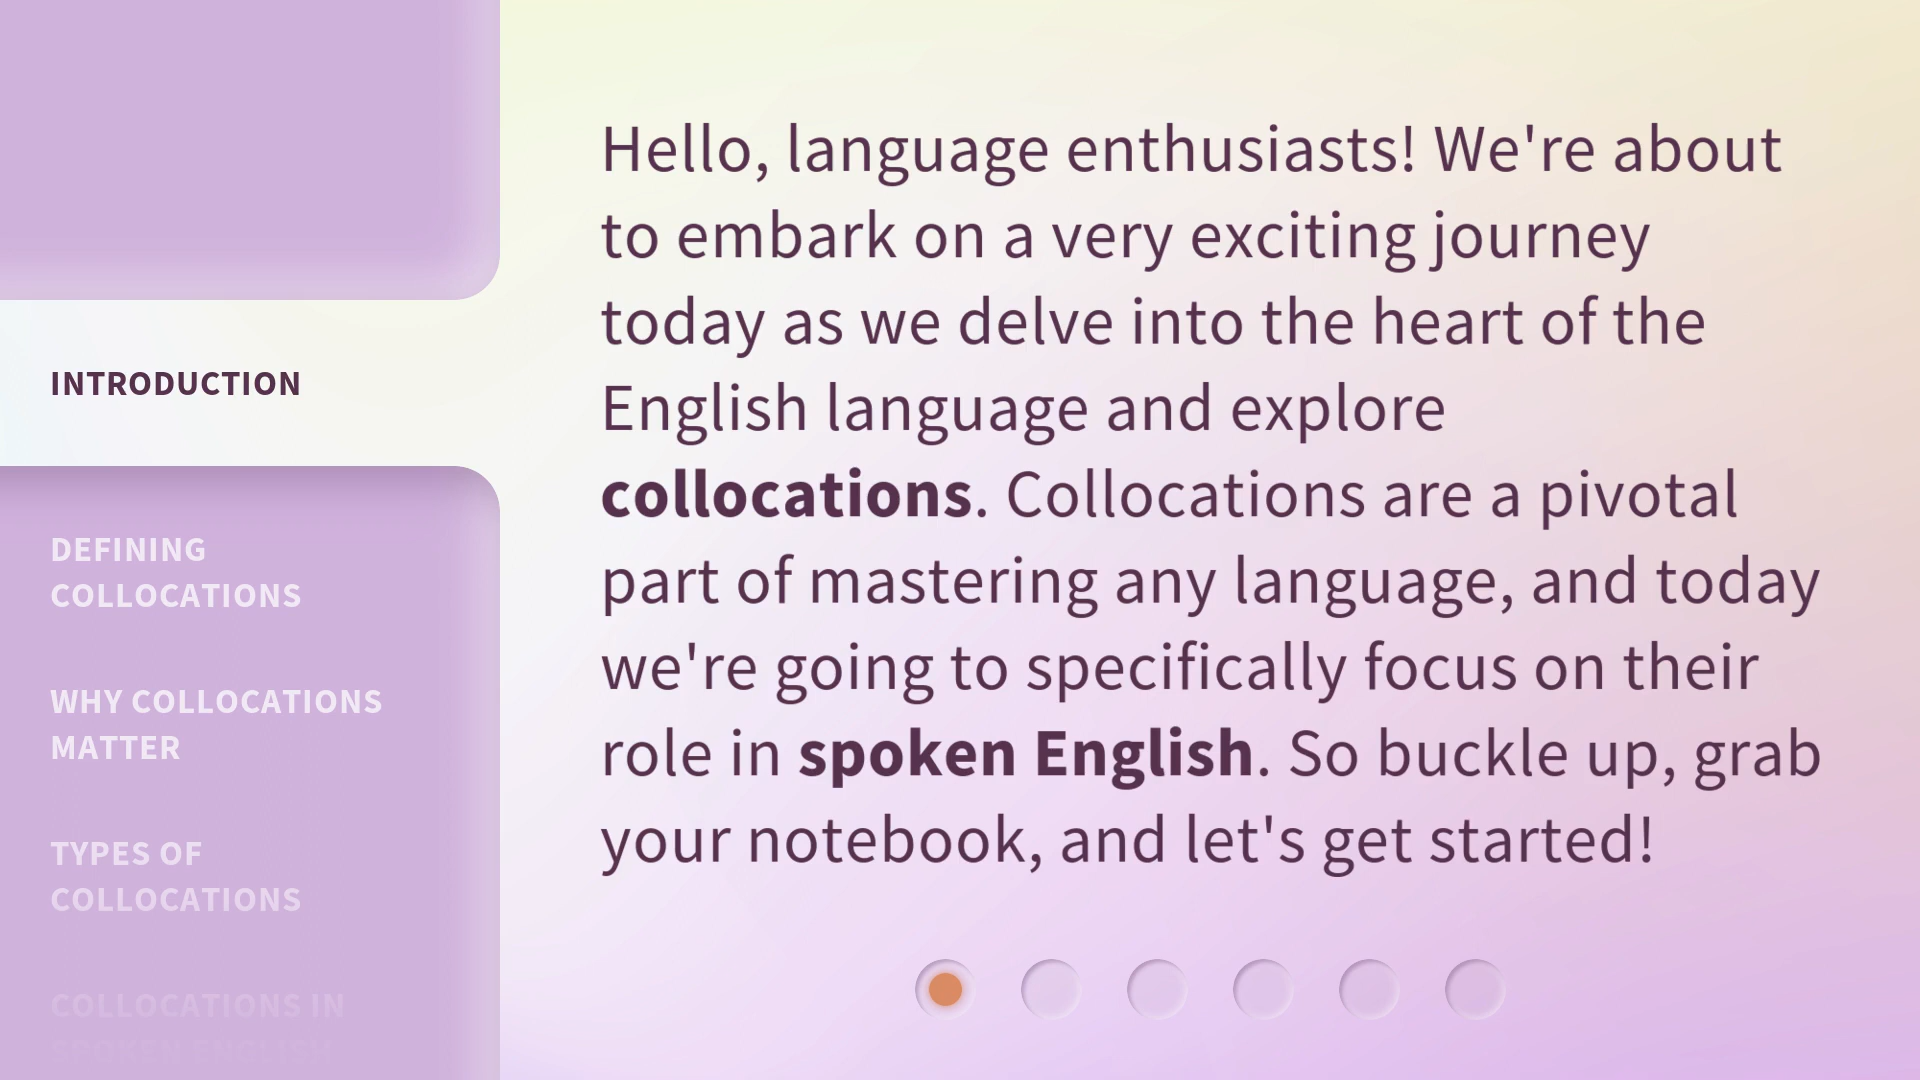 INTRODUCTION
DEFINING
COLLOCATIONS
WHY COLLOCATIONS
MATTER
TYPES OF
COLLOCATIONS
COLLOCATIONS IN
SPOKEN ENGLISH
Hello, language enthusiasts! We're about
to embark on a very exciting journey
today as we delve into the heart of the
English language and explore
collocations. Collocations are a pivotal
part of mastering any language, and today
we're going to specifically focus on their
role in spoken English. So buckle up, grab
your notebook, and let's get started!